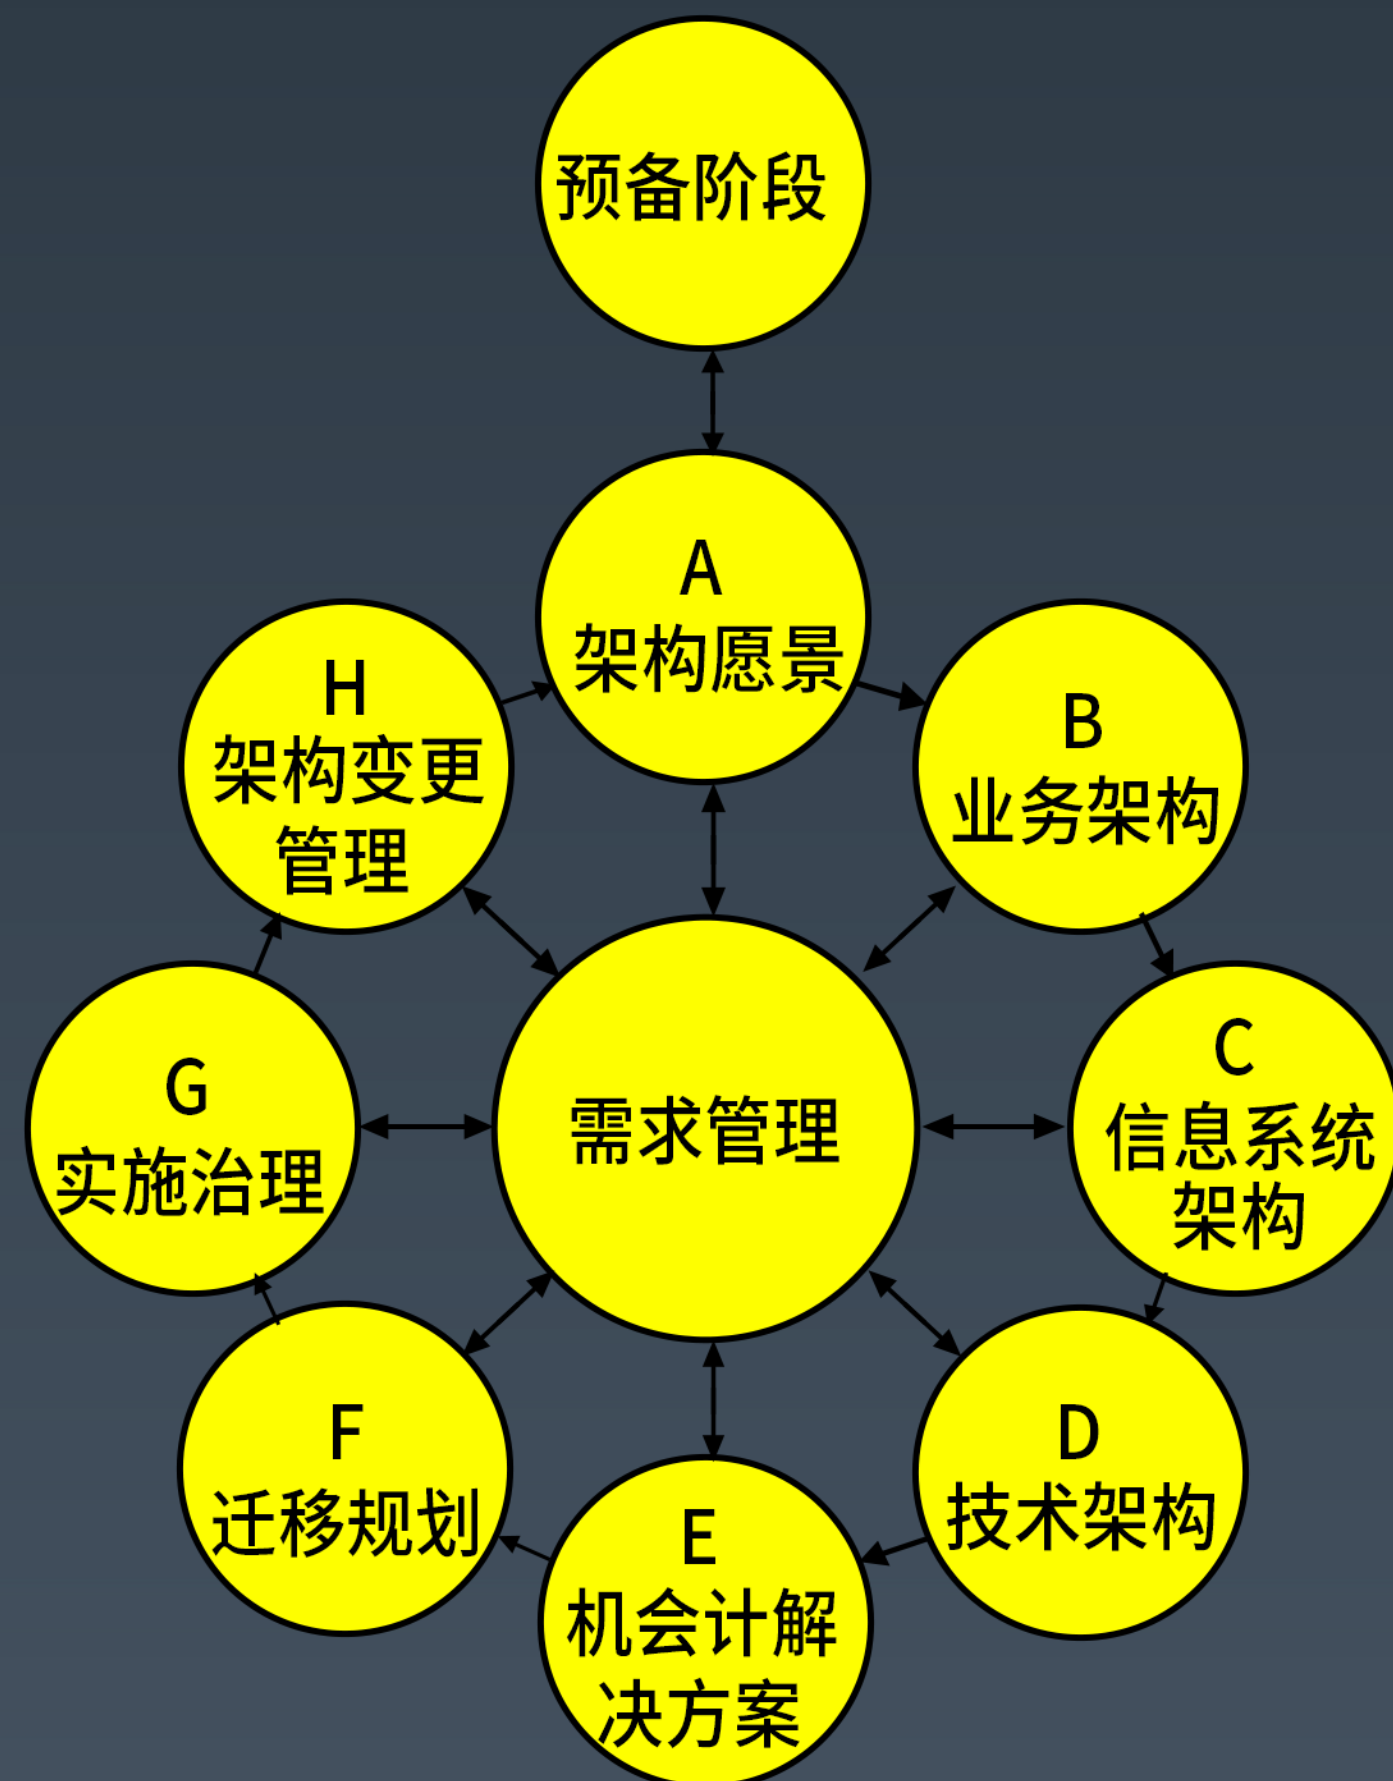 预备阶段
A
架构愿景
B
业务架构
C
信息系统
架构
D
技术架构
E
机会计解
决方案
F
迁移规划
G
实施治理
H
架构变更
管理
需求管理